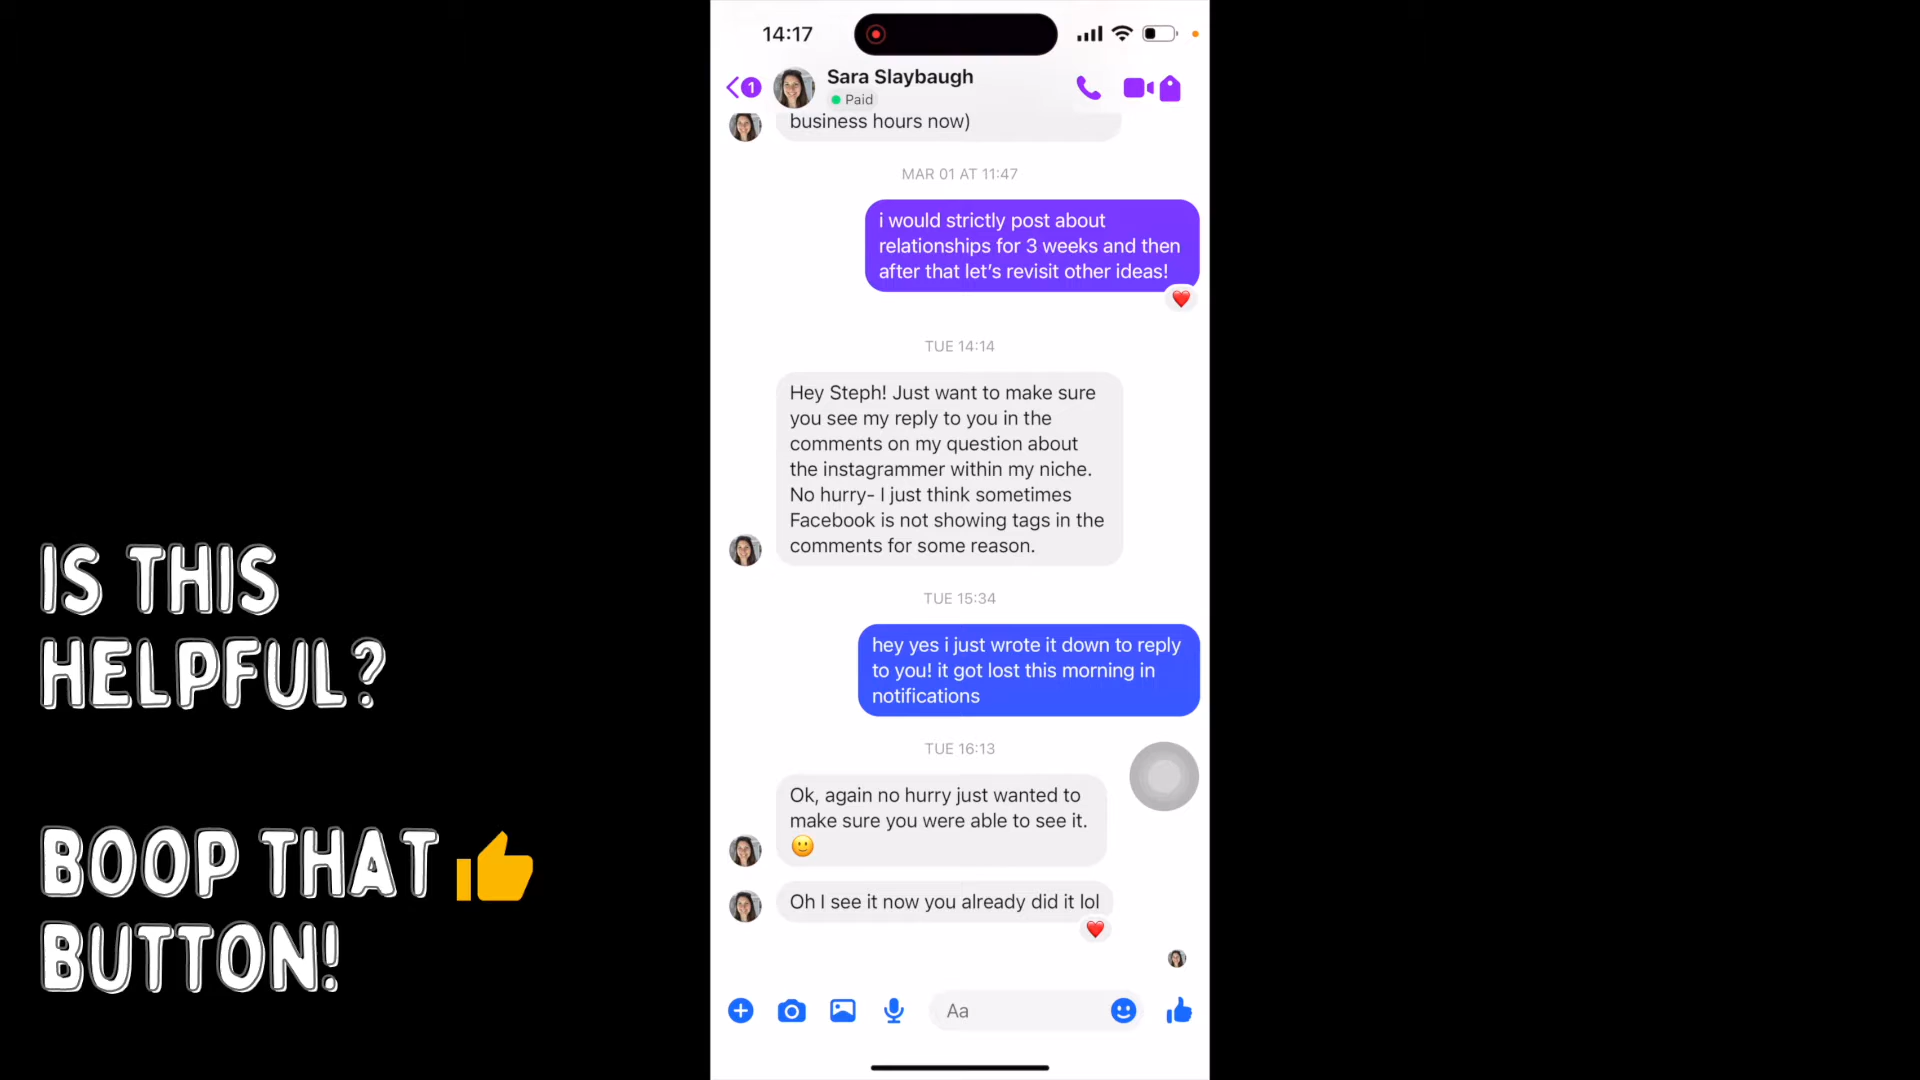 14:17
1
Sara Slaybaugh
Paid
business hours now)
MAR 01 AT 11:47
i would strictly post about
relationships for 3 weeks and then
after that let’s revisit other ideas!
TUE 14:14
Hey Steph! Just want to make sure
you see my reply to you in the
comments on my question about
the instagrammer within my niche.
No hurry- I just think sometimes
Facebook is not showing tags in the
comments for some reason.
TUE 15:34
hey yes i just wrote it down to reply
to you! it got lost this morning in
notifications
TUE 16:13
Ok, again no hurry just wanted to
make sure you were able to see it.
🙂
Oh I see it now you already did it lol
Aa
IS THIS
HELPFUL?
BOOP THAT
BUTTON!